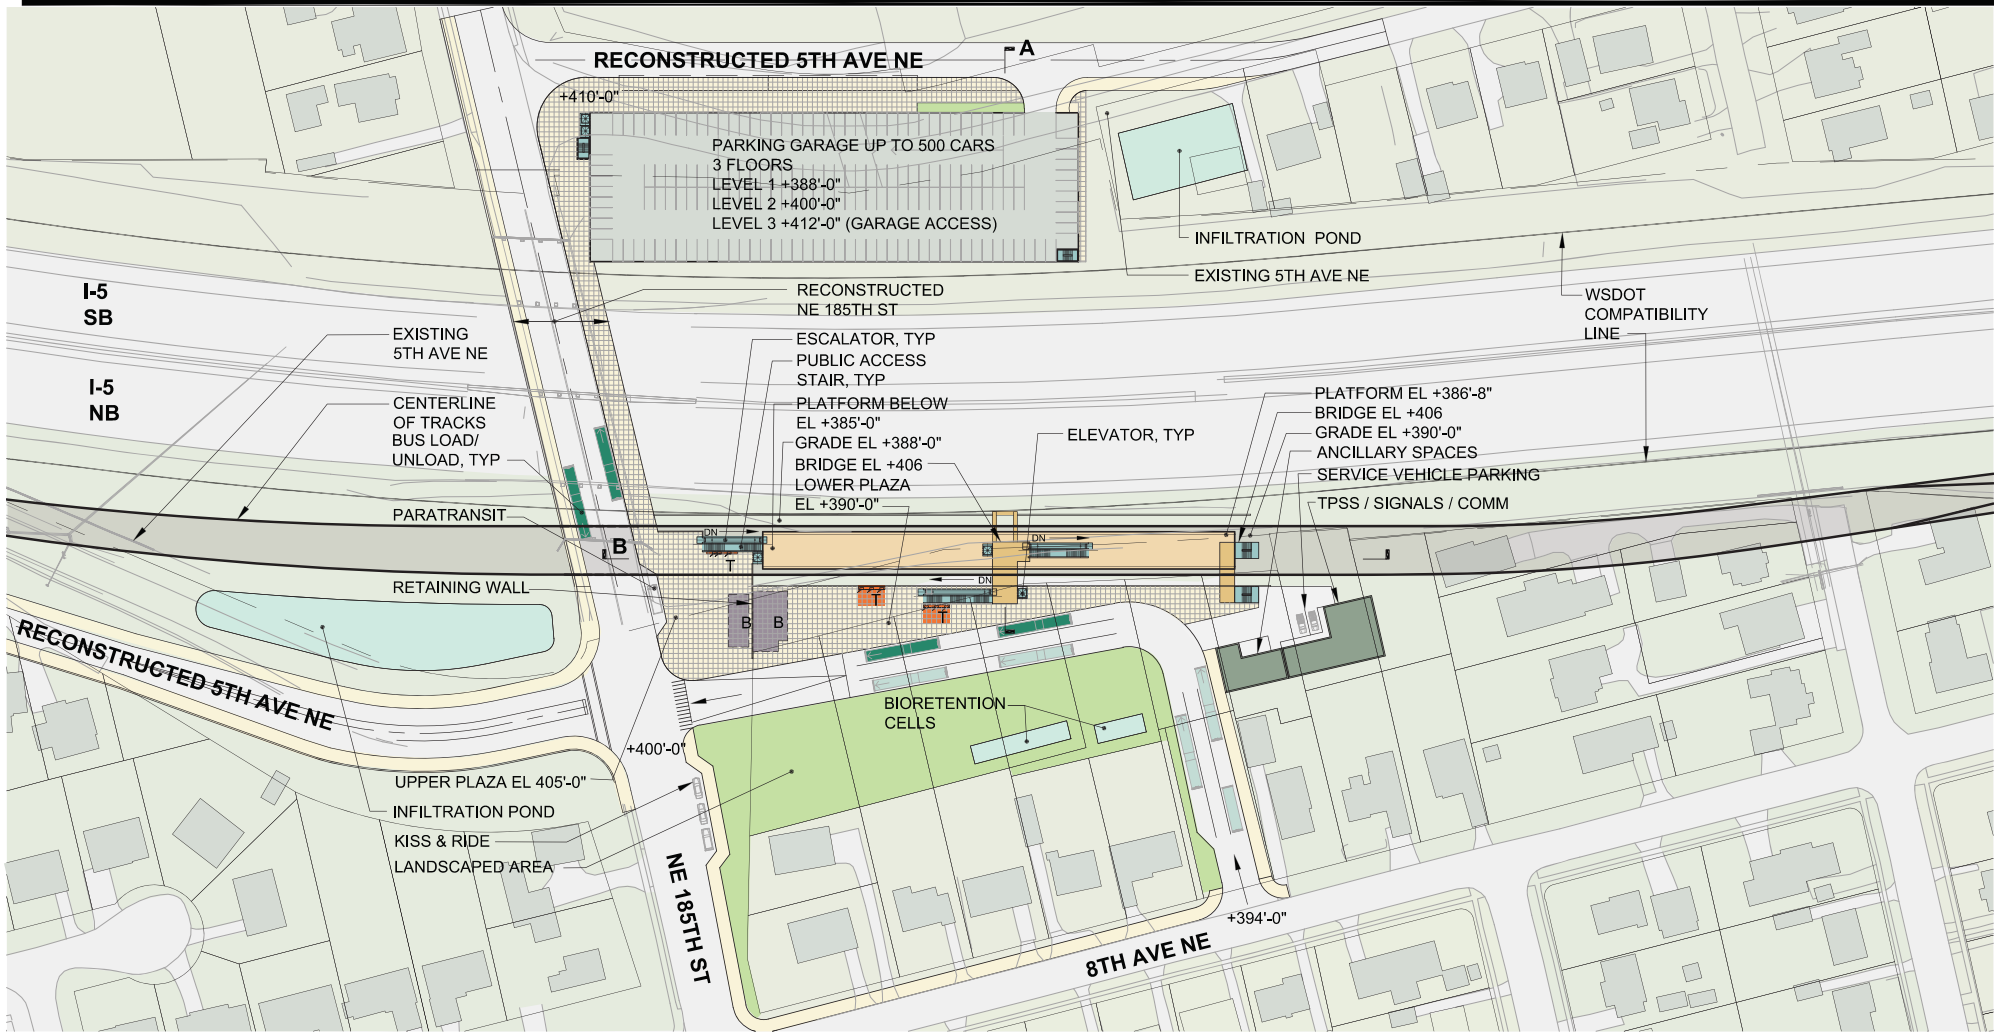 RECONSTRUCTED 5TH AVE NE
A
+410'-0"
PARKING GARAGE UP TO 500 CARS
3 FLOORS
LEVEL 1 +388'-0"
LEVEL 2 +400'-0"
LEVEL 3 +412'-0" (GARAGE ACCESS)
INFILTRATION POND
EXISTING 5TH AVE NE
I-5
SB
I-5
NB
RECONSTRUCTED
NE 185TH ST
WSDOT
COMPATIBILITY
LINE
EXISTING
5TH AVE NE
ESCALATOR, TYP
PUBLIC ACCESS
STAIR, TYP
PLATFORM BELOW
EL +385'-0"
GRADE EL +388'-0"
BRIDGE EL +406
LOWER PLAZA
EL +390'-0"
ELEVATOR, TYP
PLATFORM EL +386'-8"
BRIDGE EL +406
GRADE EL +390'-0"
ANCILLARY SPACES
SERVICE VEHICLE PARKING
TPSS / SIGNALS / COMM
CENTERLINE
OF TRACKS
BUS LOAD/
UNLOAD, TYP
PARATRANSIT
B
DN
DN
DN
T
T
T
B
B
RETAINING WALL
RECONSTRUCTED 5TH AVE NE
BIORETENTION
CELLS
+400'-0"
UPPER PLAZA EL 405'-0"
INFILTRATION POND
KISS & RIDE
LANDSCAPED AREA
NE 185TH ST
+394'-0"
8TH AVE NE